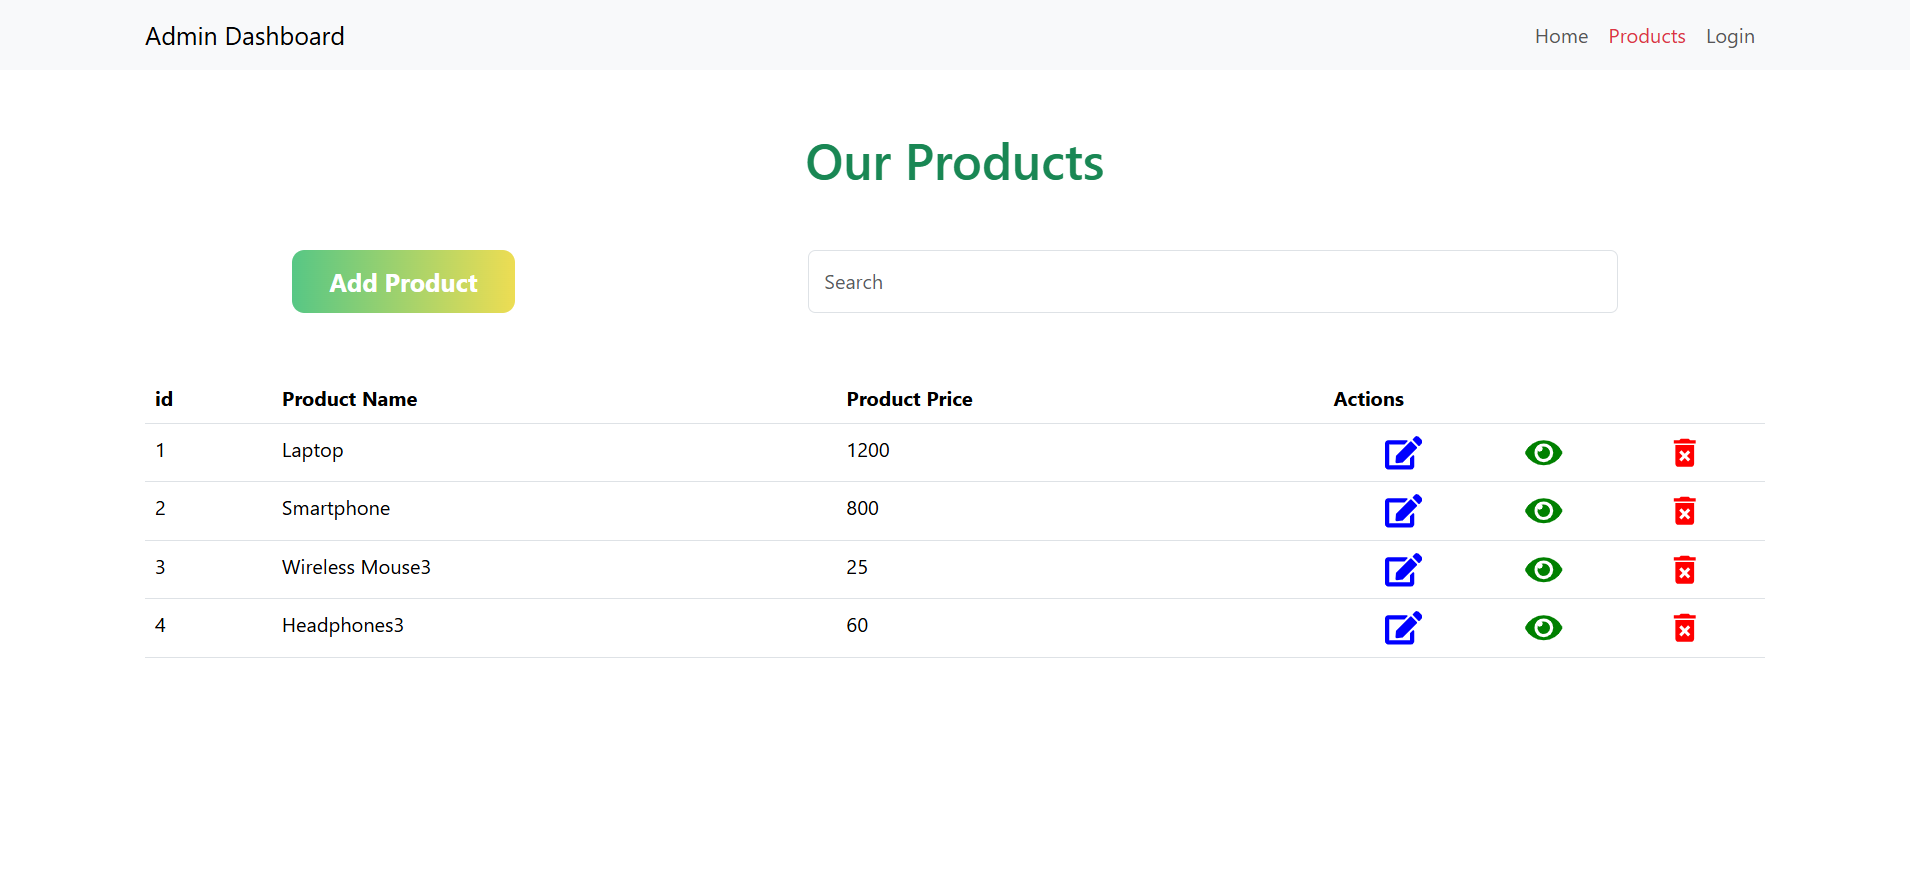 Admin Dashboard Home Products Login
Our Products
Add Product Search
id Product Name Product Price Actions
1 Laptop 1200
2 Smartphone 800
3 Wireless Mouse3 25
4 Headphones3 60